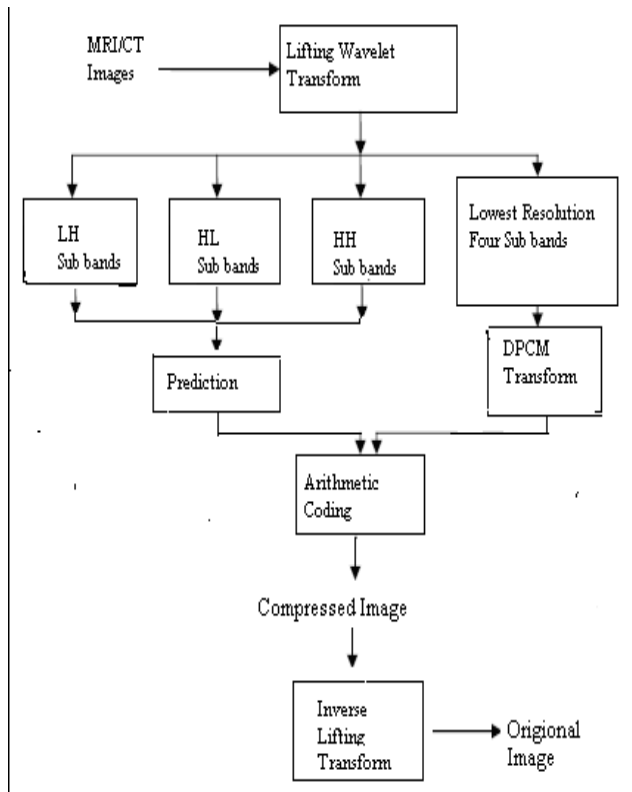 MRI/CT
Images
Lifting Wavelet
Transform
LH
Sub bands
HL
Sub bands
HH
Sub bands
Lowest Resolution
Four Sub bands
Prediction
DPCM
Transform
Arithmetic
Coding
Compressed Image
Inverse
Lifting
Transform
Origional
Image